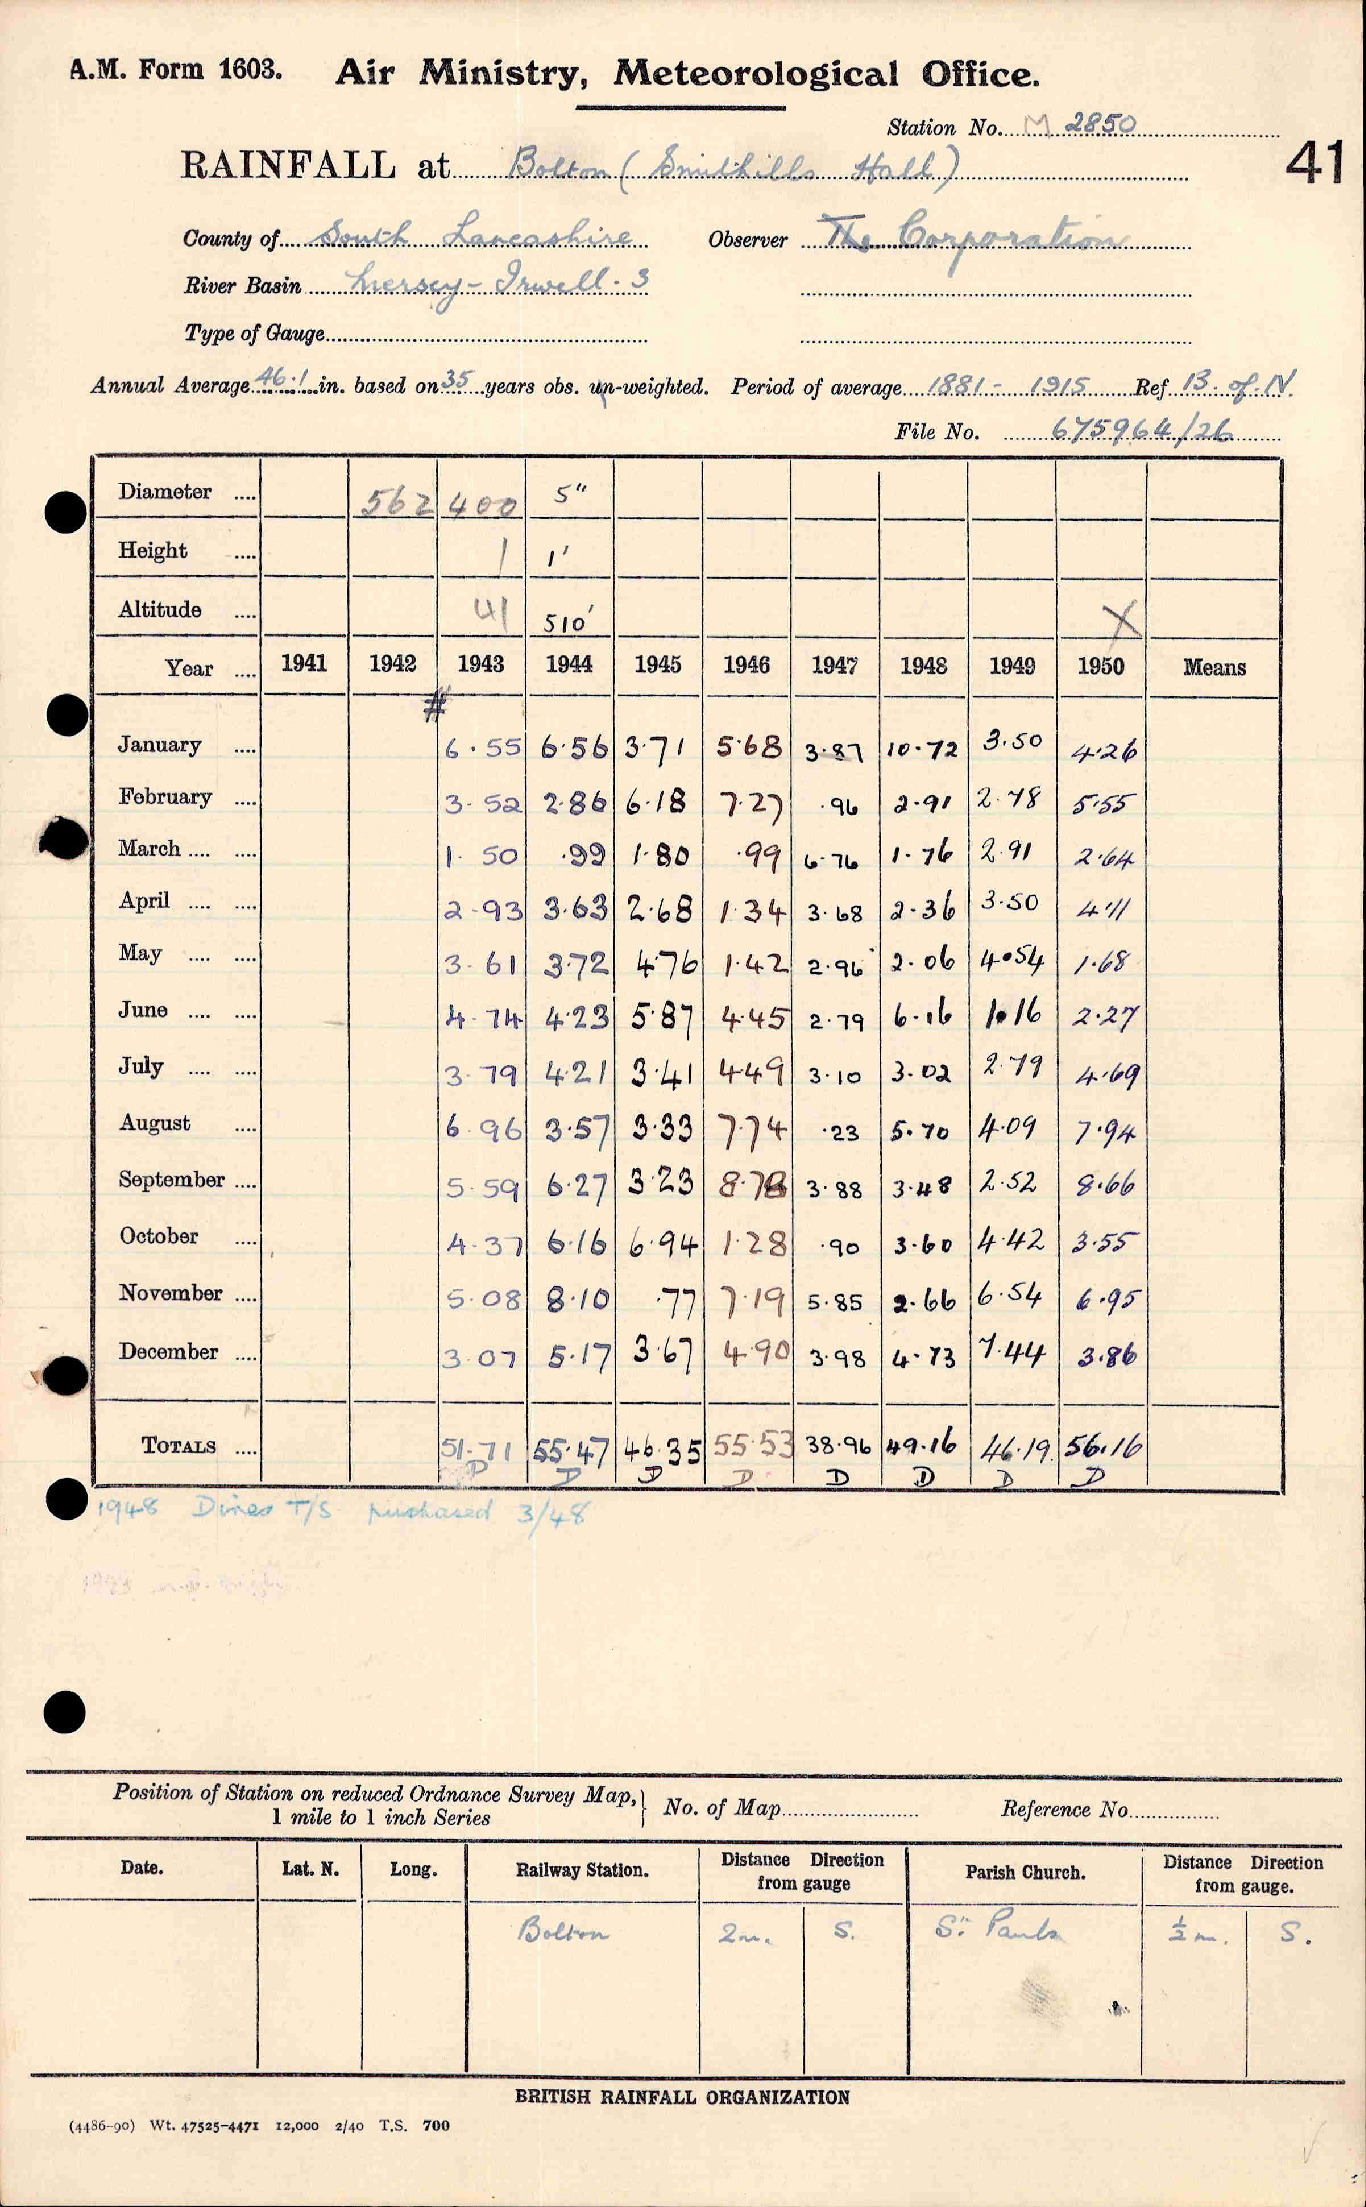 A.M. Form 1603. Air Ministry, Meteorological Office.
Station No. M 2850
41
RAINFALL at Bolton (Smithills Hall)
County of South Lancashire Observer The Corporation
River Basin Mersey-Irwell. 3
Type of Gauge
Annual Average 46.1 in. based on 35 years obs. un-weighted. Period of average 1881 - 1915 Ref. B. of. N.
File No. 675964/26
Diameter .... 562 400 5"
Height .... 1 1'
Altitude .... 41 510' X
Year .... 1941 1942 1943 1944 1945 1946 1947 1948 1949 1950 Means
#
January .... 6.55 6.56 3.71 5.68 3.87 10.72 3.50 4.26
February .... 3.52 2.86 6.18 7.27 .96 2.91 2.78 5.55
March .... .... 1.50 .99 1.80 .99 6.76 1.76 2.91 2.64
April .... .... 2.93 3.63 2.68 1.34 3.68 2.36 3.50 4.11
May .... .... 3.61 3.72 4.76 1.42 2.96 2.06 4.54 1.68
June .... .... 4.74 4.23 5.87 4.45 2.79 6.16 1.16 2.27
July .... .... 3.79 4.21 3.41 4.49 3.10 3.02 2.79 4.69
August .... 6.96 3.57 3.33 7.74 .23 5.70 4.09 7.94
September .... 5.59 6.27 3.23 8.78 3.88 3.48 2.52 8.66
October .... 4.37 6.16 6.94 1.28 .90 3.60 4.42 3.55
November .... 5.08 8.10 .77 7.19 5.85 2.66 6.54 6.95
December .... 3.07 5.17 3.67 4.90 3.98 4.73 7.44 3.86
TOTALS .... 51.71 55.47 46.35 55.53 38.96 49.16 46.19 56.16
D D D D D D D D
1948 Dines T/S purchased 3/48
Position of Station on reduced Ordnance Survey Map, } No. of Map Reference No.
1 mile to 1 inch Series
Date. Lat. N. Long. Railway Station. Distance Direction from gauge Parish Church. Distance Direction from gauge.
Bolton 2m. S. St Pauls ½ m. S.
BRITISH RAINFALL ORGANIZATION
(4486-90) Wt. 47525-4471 12,000 2/40 T.S. 700